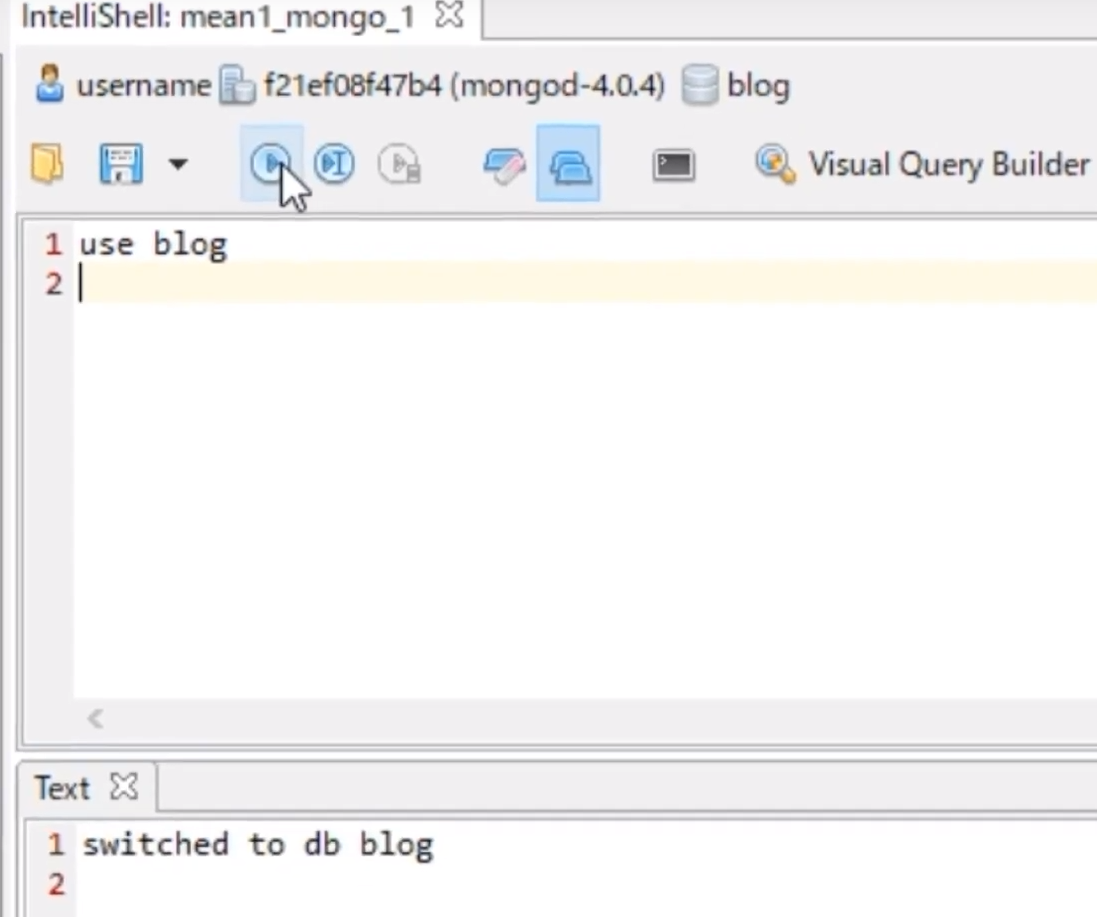 IntelliShell: mean1_mongo_1
username f21ef08f47b4 (mongod-4.0.4) blog
Visual Query Builder
1 use blog
2
Text
1 switched to db blog
2